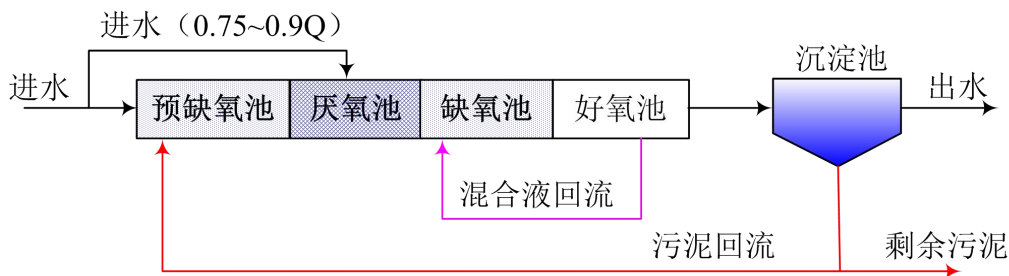 进水（0.75~0.9Q）
沉淀池
进水
出水
预缺氧池
厌氧池
缺氧池
好氧池
混合液回流
污泥回流
剩余污泥